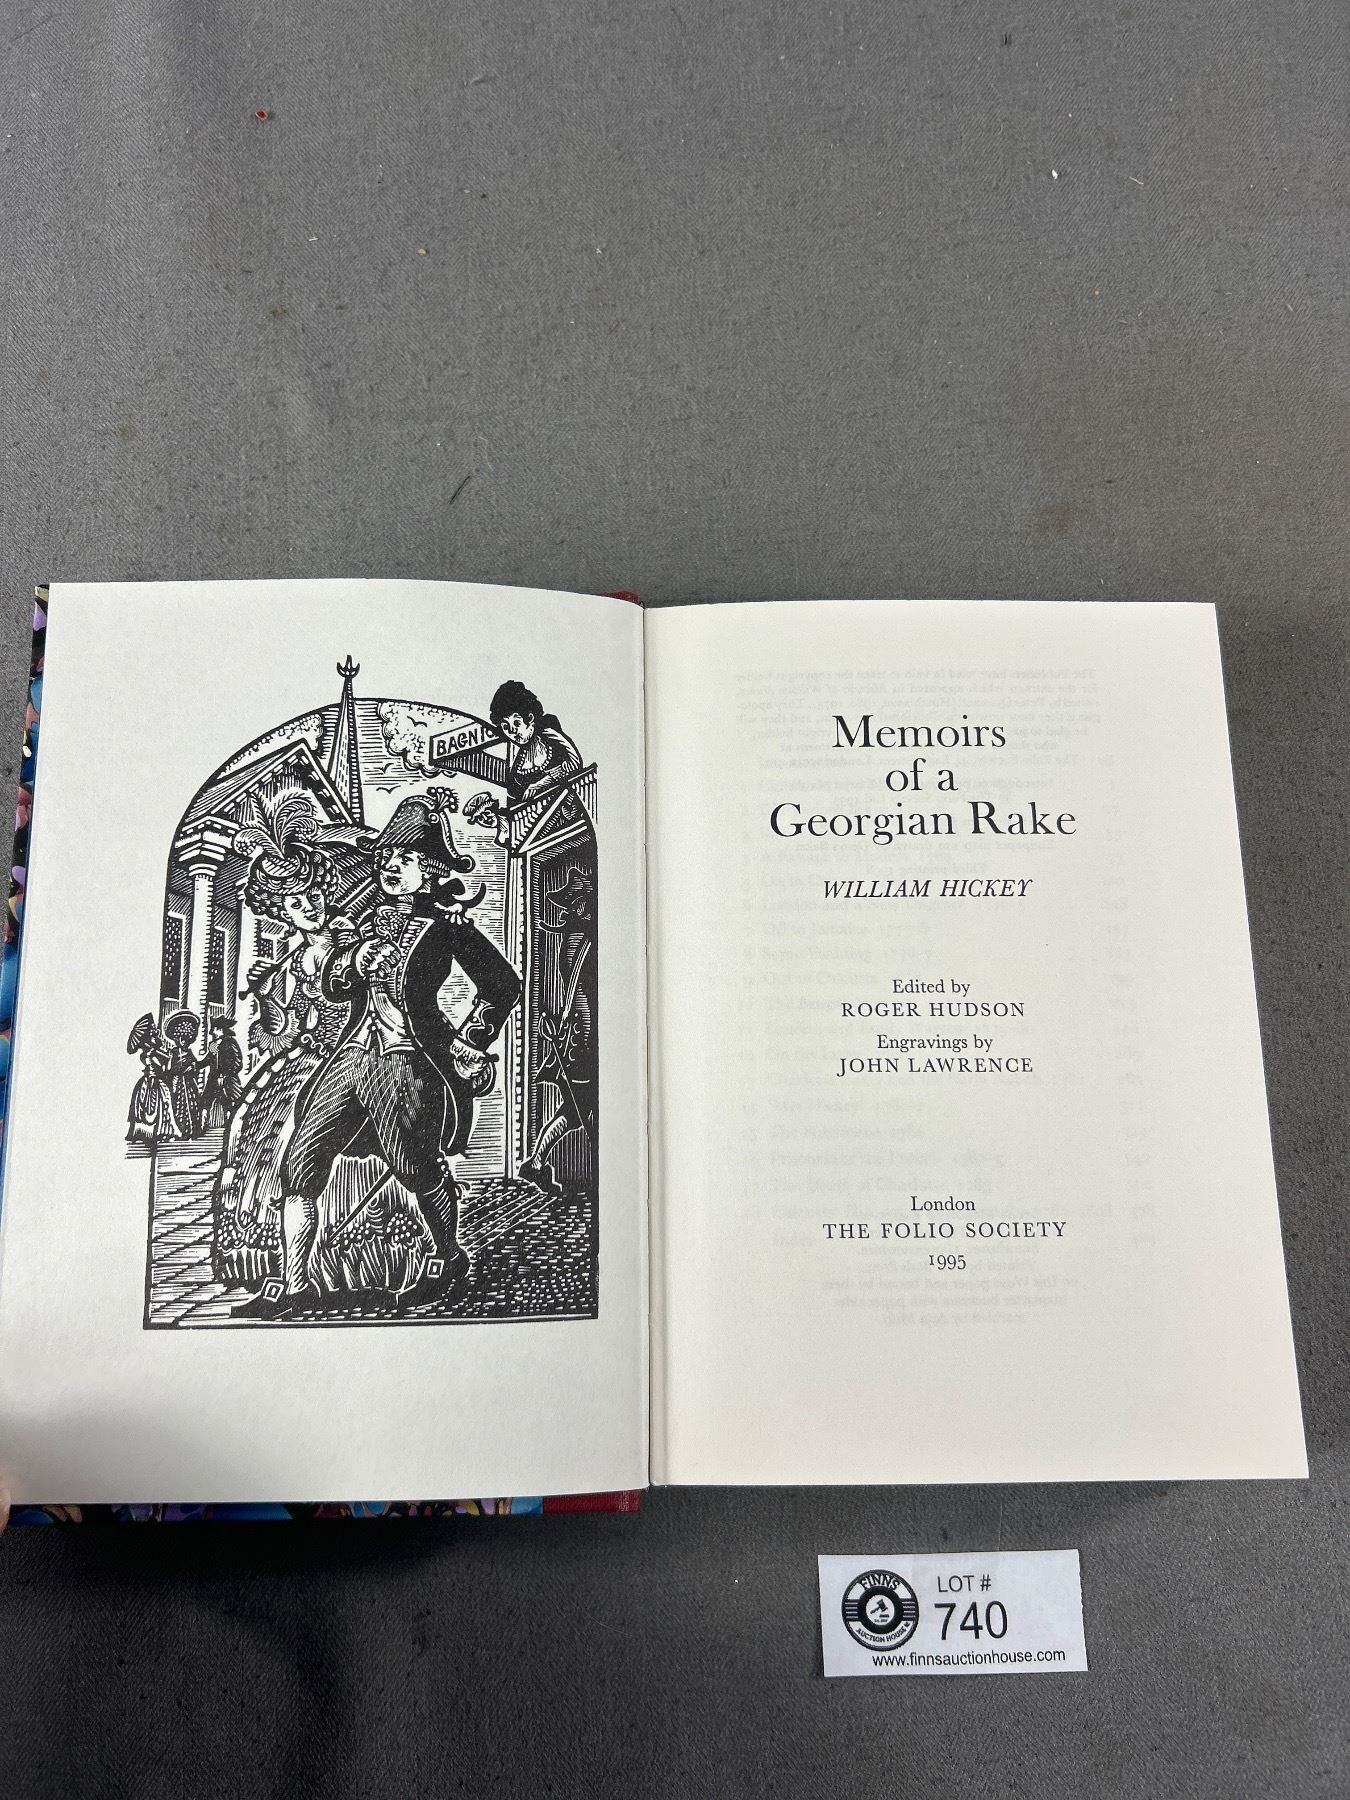 BAGNIO
Memoirs
of a
Georgian Rake
WILLIAM HICKEY
Edited by
ROGER HUDSON
Engravings by
JOHN LAWRENCE
London
THE FOLIO SOCIETY
1995
FINNS
AUCTION HOUSE
LOT #
740
www.finnsauctionhouse.com